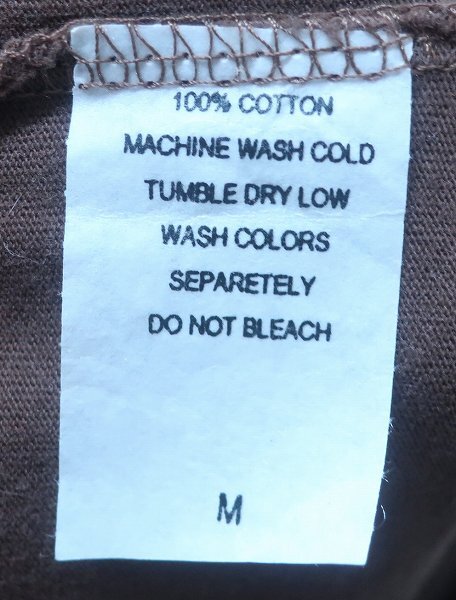 100% COTTON
MACHINE WASH COLD
TUMBLE DRY LOW
WASH COLORS
SEPARETELY
DO NOT BLEACH
M